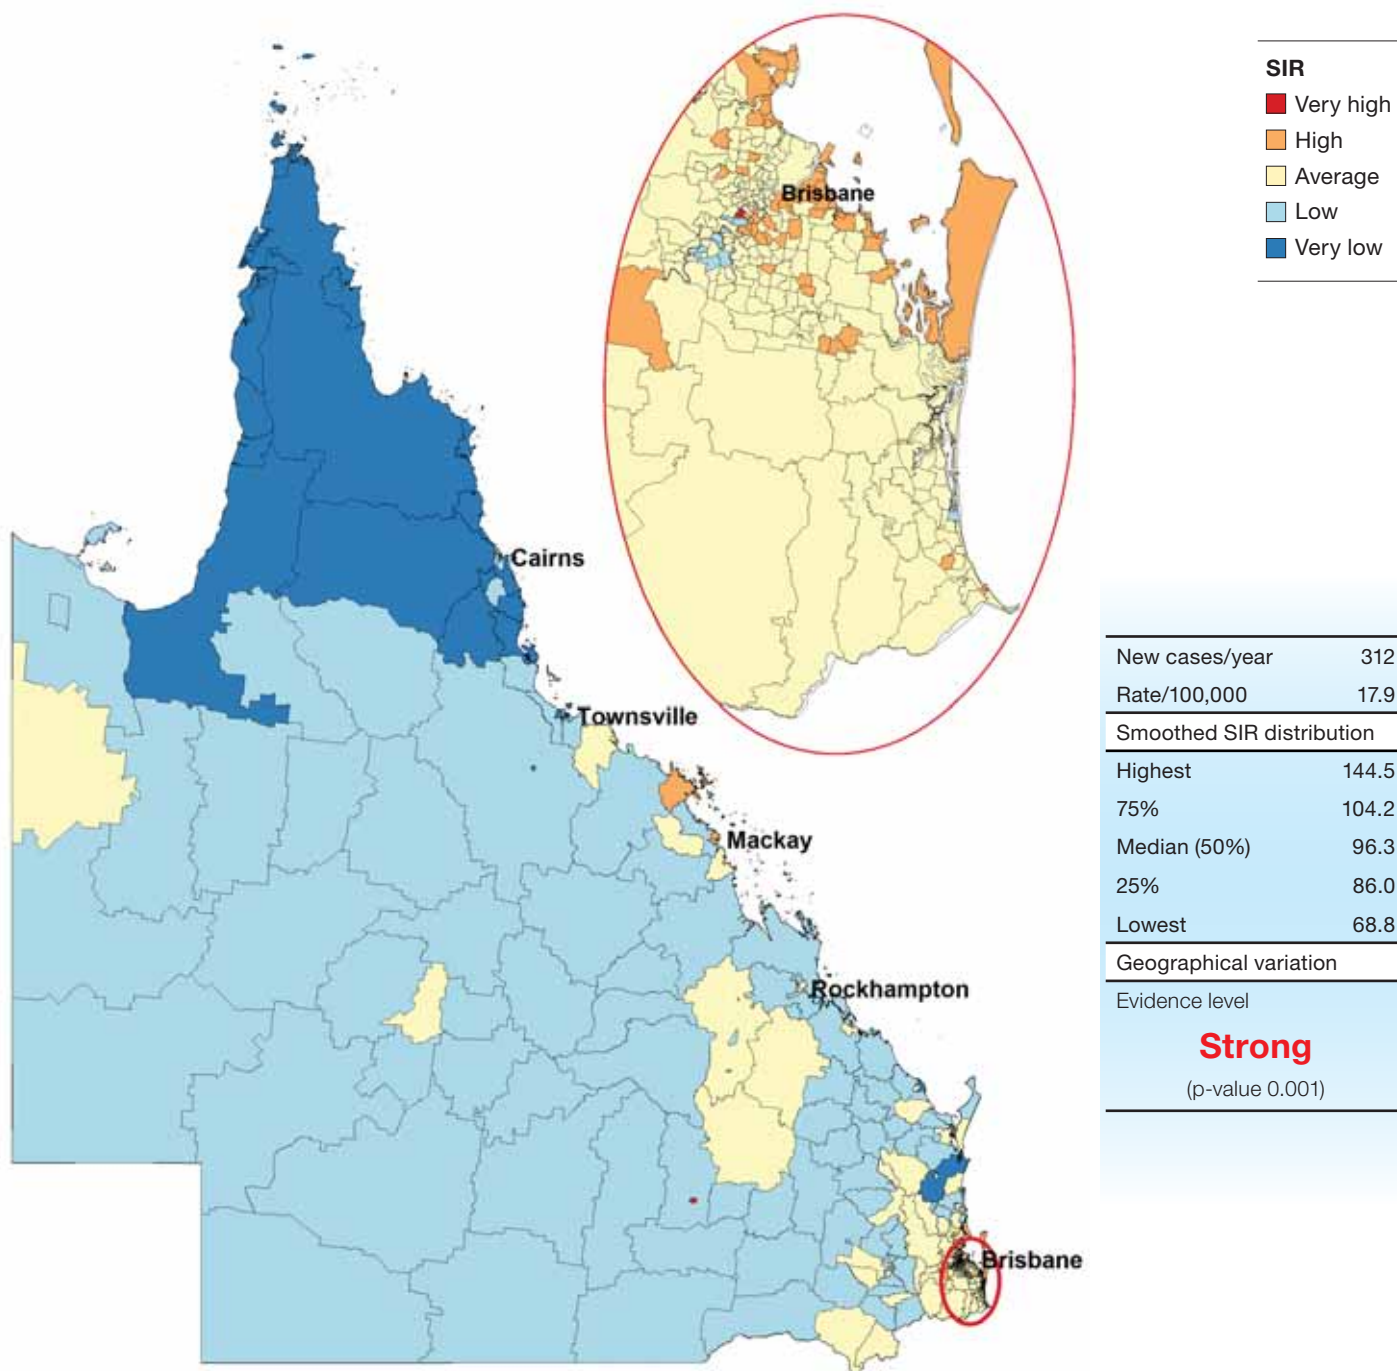 SIR
Very high
High
Average
Low
Very low
Brisbane
Cairns
Townsville
Mackay
Rockhampton
Brisbane
New cases/year 312
Rate/100,000 17.9
Smoothed SIR distribution
Highest 144.5
75% 104.2
Median (50%) 96.3
25% 86.0
Lowest 68.8
Geographical variation
Evidence level
Strong
(p-value 0.001)